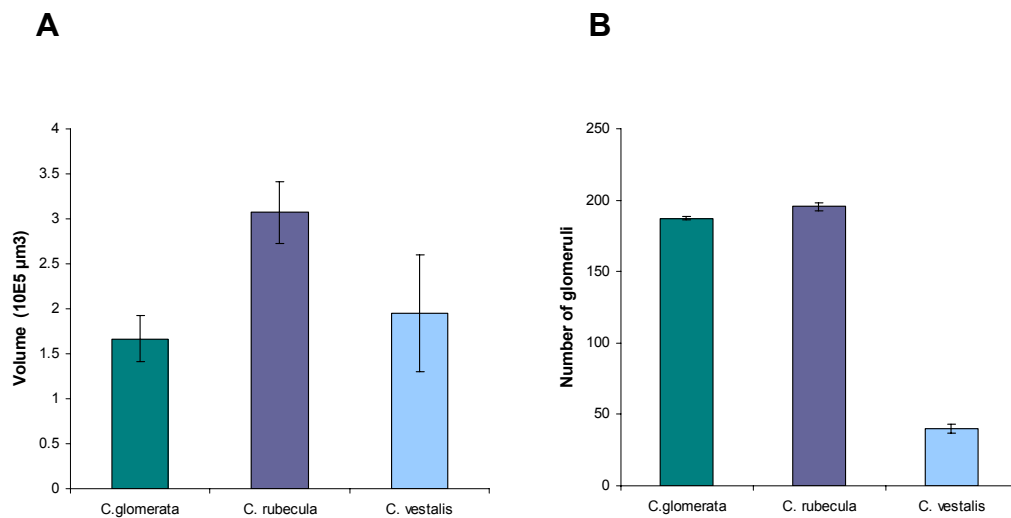 A
B
Volume (10E5 µm3)
4
3.5
3
2.5
2
1.5
1
0.5
0
C.glomerata
C. rubecula
C. vestalis
Number of glomeruli
250
200
150
100
50
0
C.glomerata
C. rubecula
C. vestalis